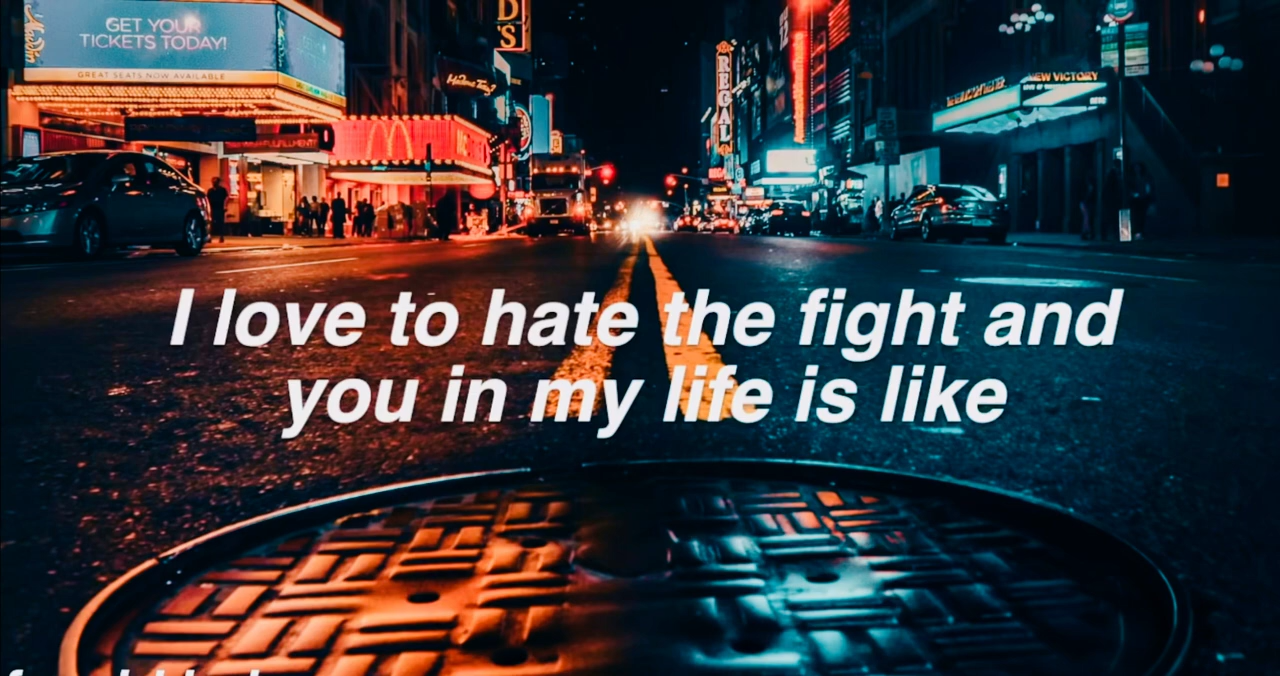 GET YOUR
TICKETS TODAY!
GREAT SEATS NOW AVAILABLE
Aladdin
D
S
REGAL
NEW VICTORY
I love to hate the fight and
you in my life is like